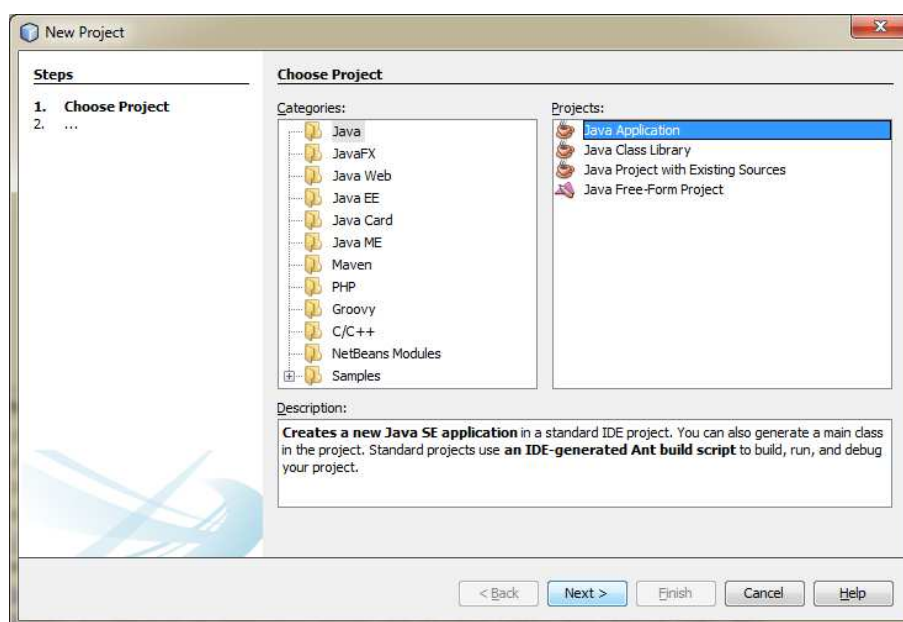 New Project
Steps
1. Choose Project
2. ...
Choose Project
Categories:
Java
JavaFX
Java Web
Java EE
Java Card
Java ME
Maven
PHP
Groovy
C/C++
NetBeans Modules
Samples
Projects:
Java Application
Java Class Library
Java Project with Existing Sources
Java Free-Form Project
Description:
Creates a new Java SE application in a standard IDE project. You can also generate a main class
in the project. Standard projects use an IDE-generated Ant build script to build, run, and debug
your project.
< Back
Next >
Finish
Cancel
Help